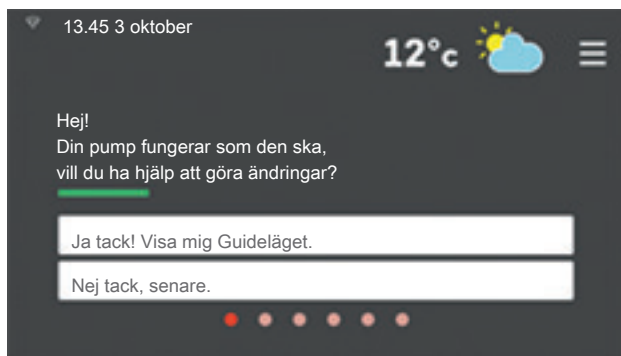 13.45 3 oktober
12°c
Hej!
Din pump fungerar som den ska,
vill du ha hjälp att göra ändringar?
Ja tack! Visa mig Guideläget.
Nej tack, senare.